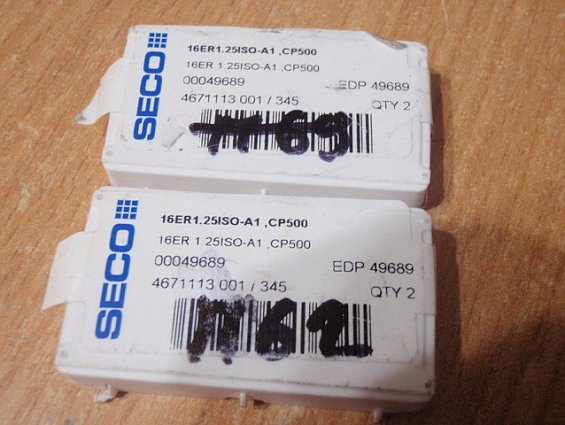 SECO
16ER1.25ISO-A1 ,CP500
16ER 1.25ISO-A1 ,CP500
00049689 EDP 49689
4671113 001 / 345 QTY 2
SECO
16ER1.25ISO-A1 ,CP500
16ER 1.25ISO-A1 ,CP500
00049689 EDP 49689
4671113 001 / 345 QTY 2